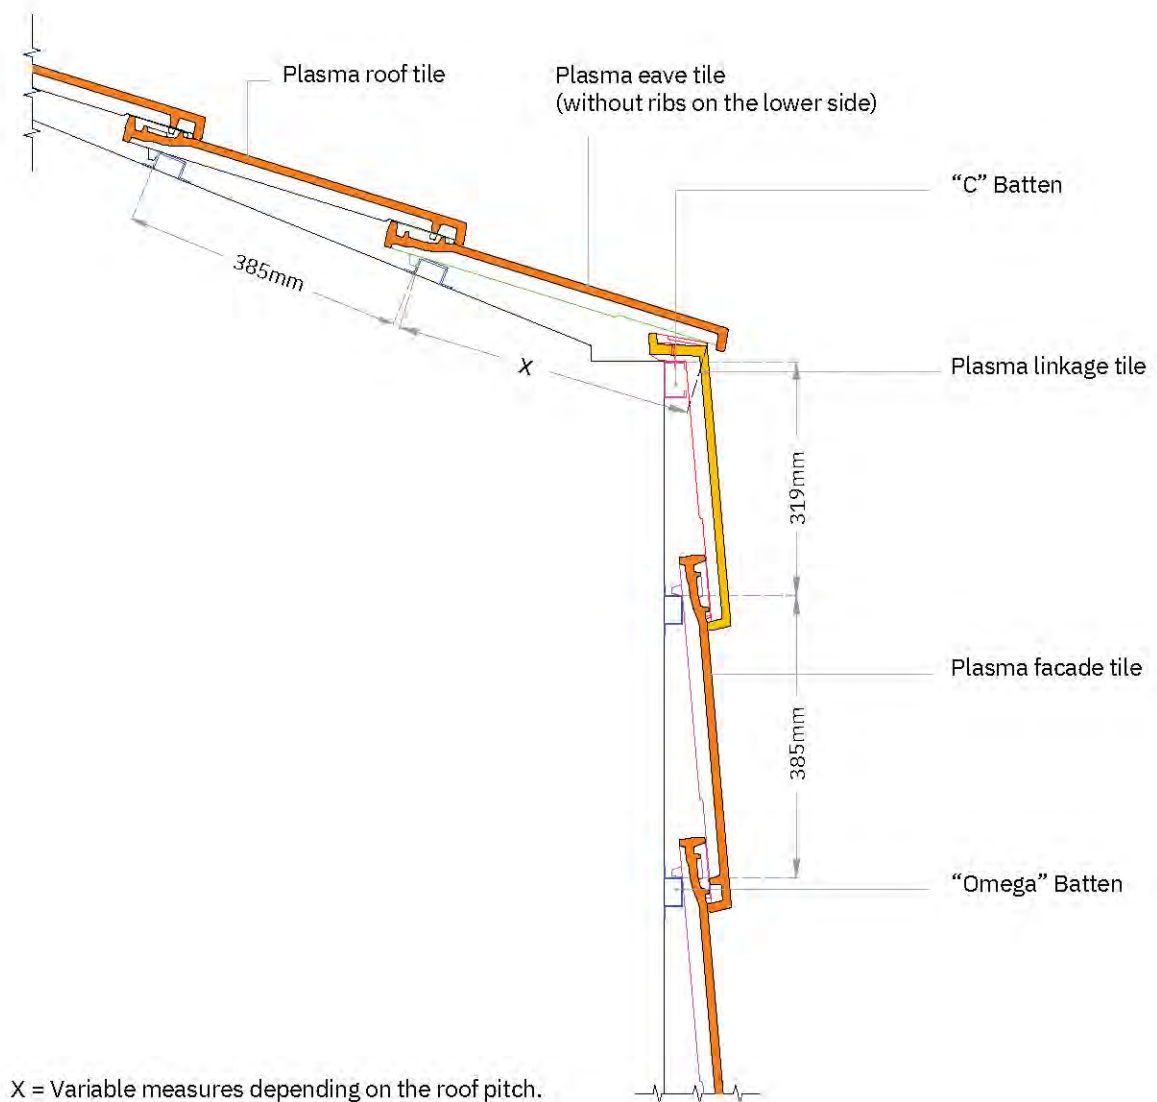 Plasma roof tile
Plasma eave tile
(without ribs on the lower side)
“C” Batten
385mm
X
Plasma linkage tile
319mm
Plasma facade tile
385mm
“Omega” Batten
X = Variable measures depending on the roof pitch.